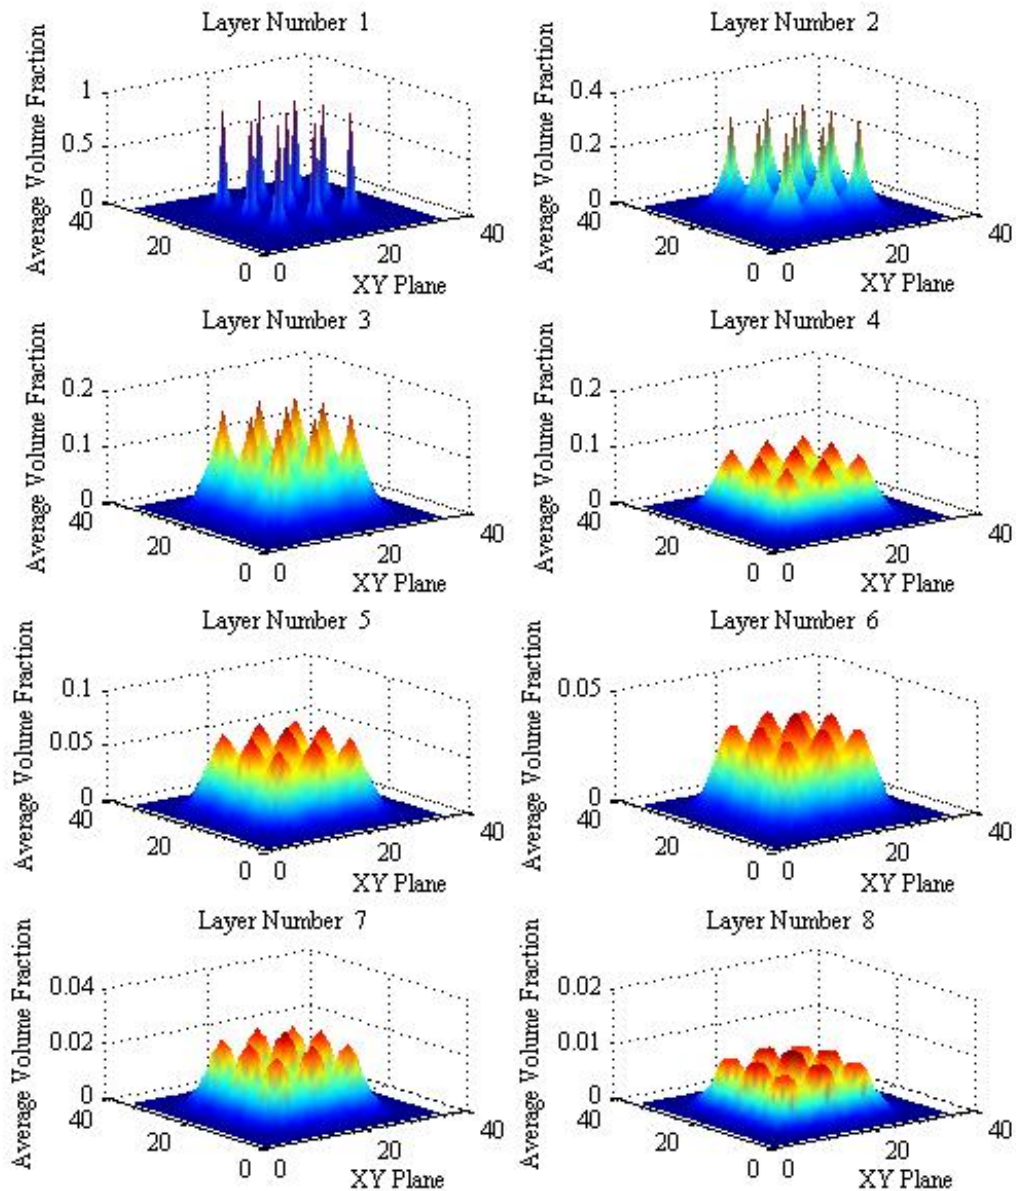 Layer Number 1
Average Volume Fraction
1
0.5
0
40
20
0
0
20
40
XY Plane
Layer Number 2
Average Volume Fraction
0.4
0.2
0
40
20
0
0
20
40
XY Plane
Layer Number 3
Average Volume Fraction
0.2
0.1
0
40
20
0
0
20
40
XY Plane
Layer Number 4
Average Volume Fraction
0.2
0.1
0
40
20
0
0
20
40
XY Plane
Layer Number 5
Average Volume Fraction
0.1
0.05
0
40
20
0
0
20
40
XY Plane
Layer Number 6
Average Volume Fraction
0.05
0
40
20
0
0
20
40
XY Plane
Layer Number 7
Average Volume Fraction
0.04
0.02
0
40
20
0
0
20
40
XY Plane
Layer Number 8
Average Volume Fraction
0.02
0.01
0
40
20
0
0
20
40
XY Plane